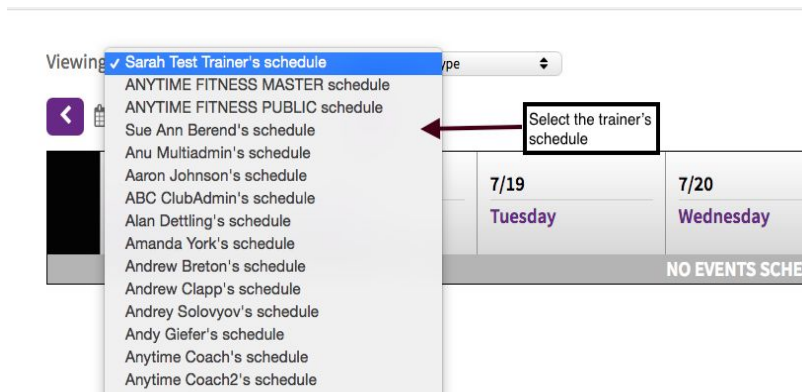 Viewing
✓ Sarah Test Trainer's schedule
ANYTIME FITNESS MASTER schedule
ANYTIME FITNESS PUBLIC schedule
Sue Ann Berend's schedule
Anu Multiadmin's schedule
Aaron Johnson's schedule
ABC ClubAdmin's schedule
Alan Dettling's schedule
Amanda York's schedule
Andrew Breton's schedule
Andrew Clapp's schedule
Andrey Solovyov's schedule
Andy Giefer's schedule
Anytime Coach's schedule
Anytime Coach2's schedule
ype
Select the trainer's
schedule
7/19
Tuesday
7/20
Wednesday
NO EVENTS SCHE